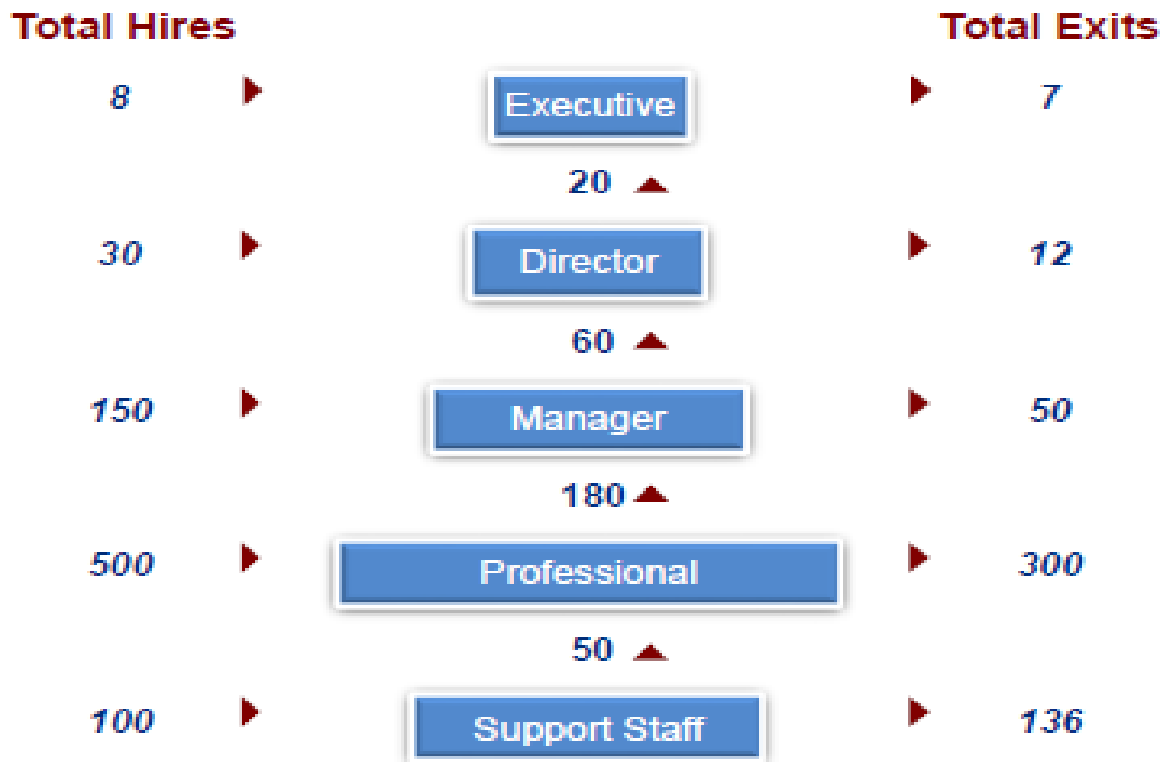 Total Hires Total Exits
8 Executive 7
20
30 Director 12
60
150 Manager 50
180
500 Professional 300
50
100 Support Staff 136